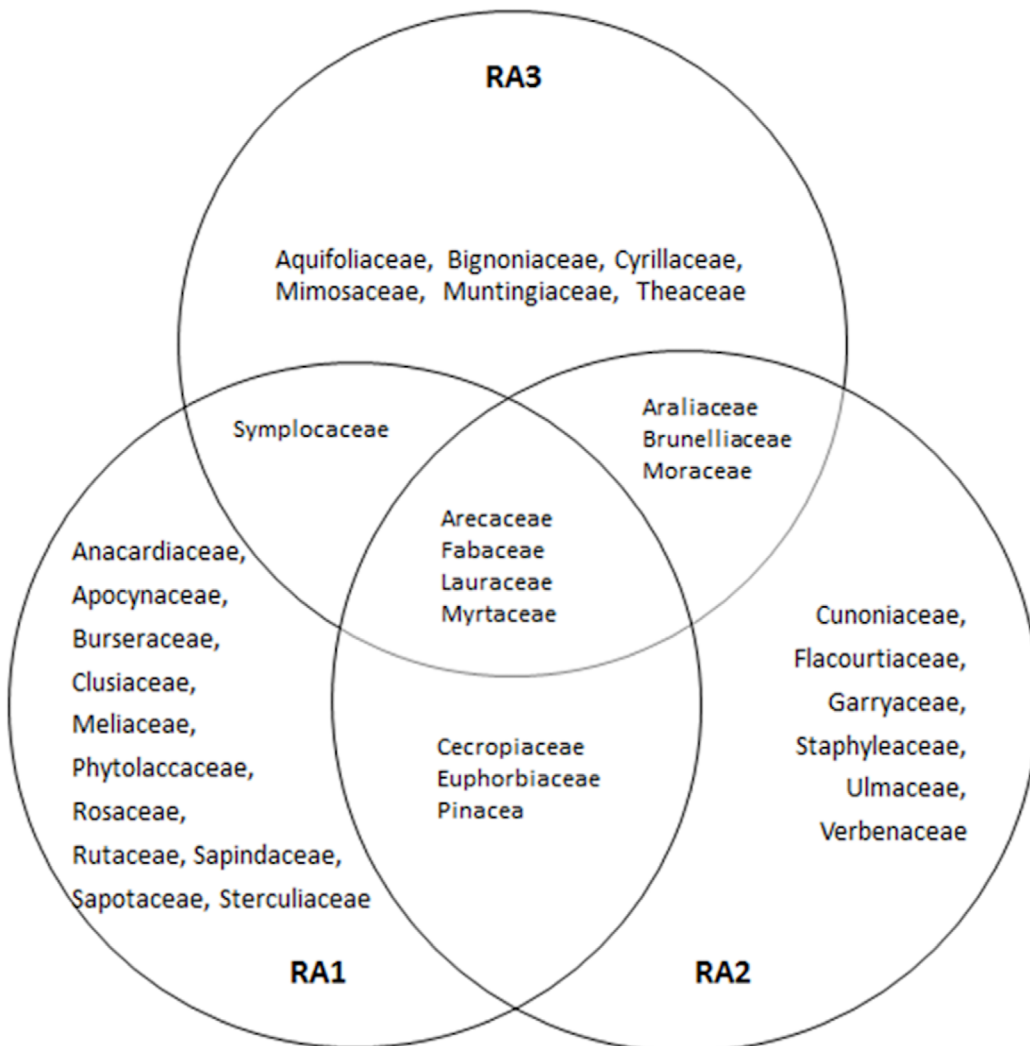 RA3
Aquifoliaceae, Bignoniaceae, Cyrillaceae,
Mimosaceae, Muntingiaceae, Theaceae
Symplocaceae
Araliaceae
Brunelliaceae
Moraceae
Arecaceae
Fabaceae
Lauraceae
Myrtaceae
Anacardiaceae,
Apocynaceae,
Burseraceae,
Clusiaceae,
Meliaceae,
Phytolaccaceae,
Rosaceae,
Rutaceae, Sapindaceae,
Sapotaceae, Sterculiaceae
Cecropiaceae
Euphorbiaceae
Pinacea
Cunoniaceae,
Flacourtiaceae,
Garryaceae,
Staphyleaceae,
Ulmaceae,
Verbenaceae
RA1
RA2